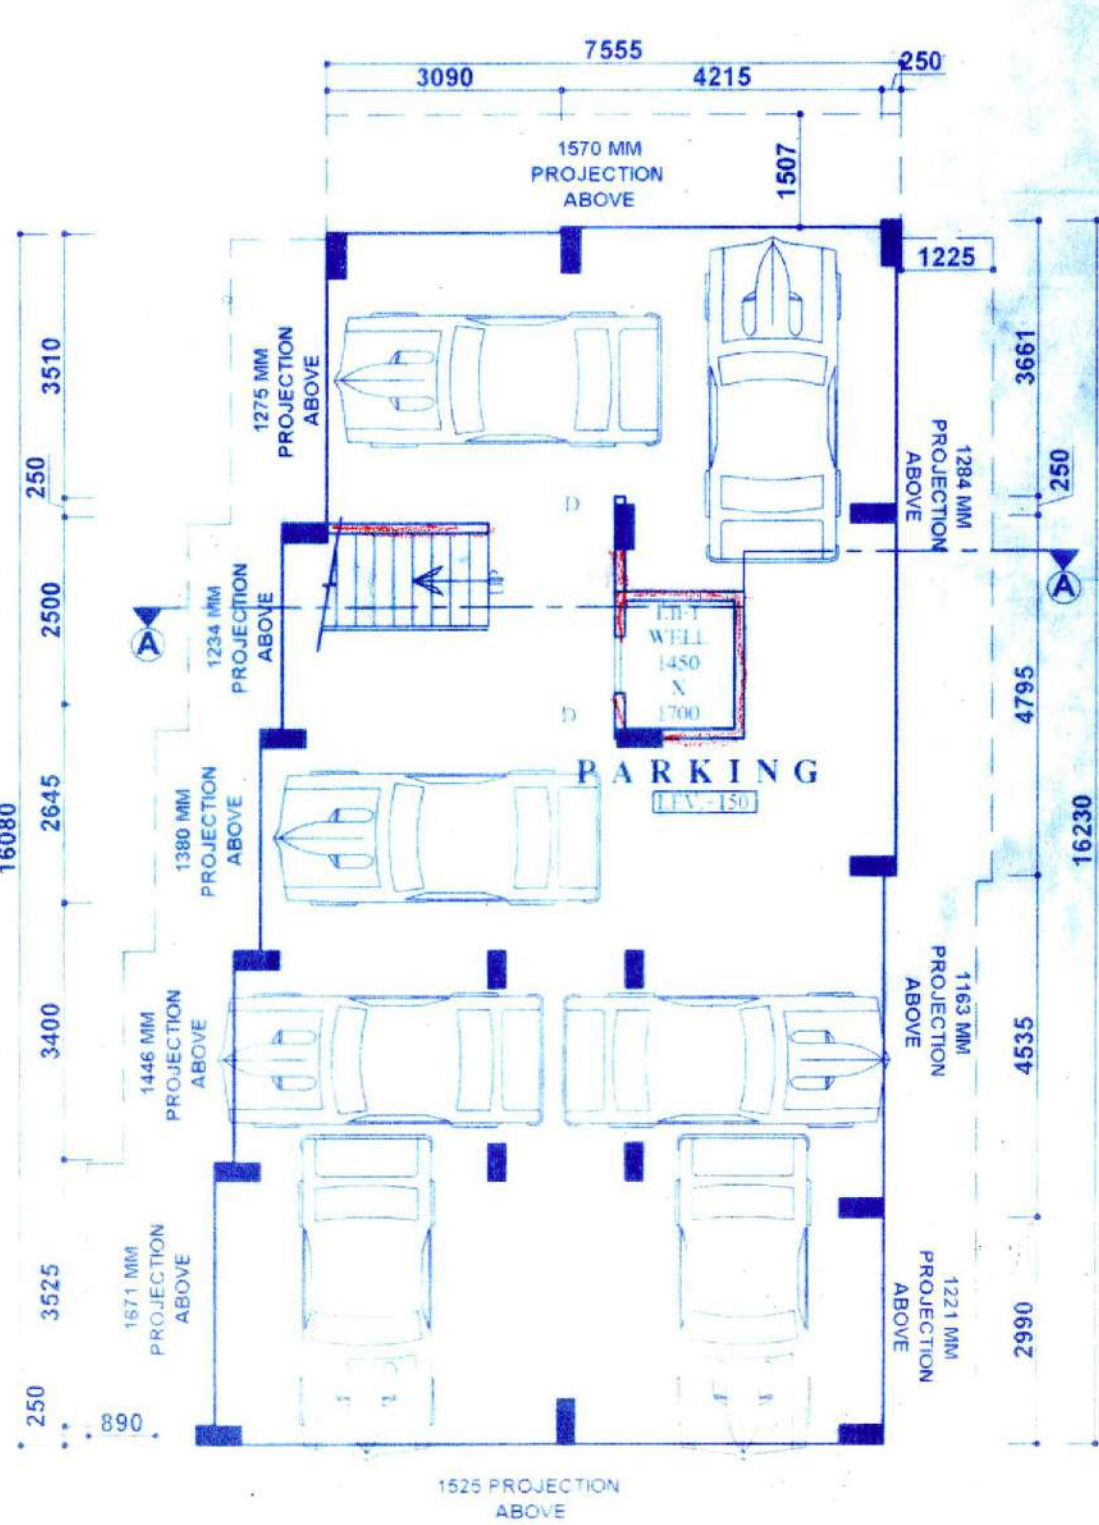 7555
3090
4215
250
1570 MM
PROJECTION
ABOVE
1507
1225
3510
1275 MM
PROJECTION
ABOVE
3661
250
250
1284 MM
PROJECTION
ABOVE
D
UP
A
A
2500
1234 MM
PROJECTION
ABOVE
LIFT
WELL
1450
X
1700
D
4795
PARKING
LEV.-150
16080
2645
1380 MM
PROJECTION
ABOVE
16230
3400
1446 MM
PROJECTION
ABOVE
1163 MM
PROJECTION
ABOVE
4535
3525
1671 MM
PROJECTION
ABOVE
1221 MM
PROJECTION
ABOVE
2990
250
890
1525 PROJECTION
ABOVE